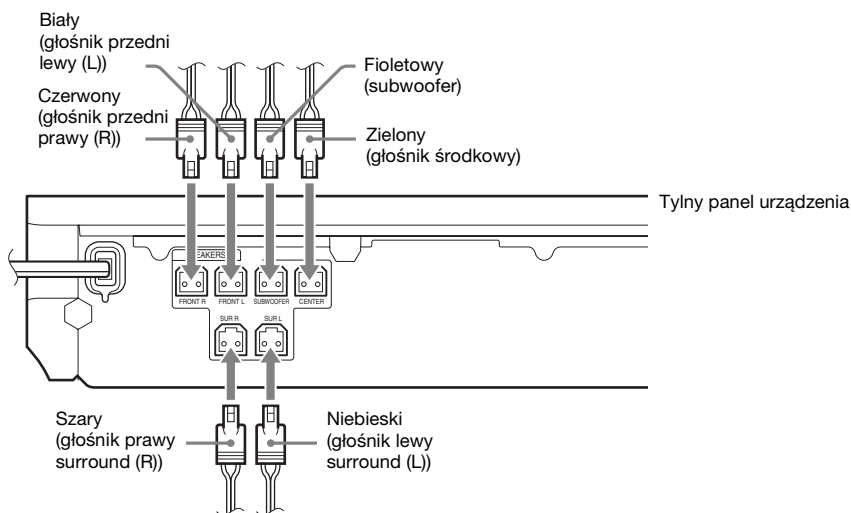 Biały
(głośnik przedni
lewy (L))
Czerwony
(głośnik przedni
prawy (R))
Fioletowy
(subwoofer)
Zielony
(głośnik środkowy)
Tylny panel urządzenia
EAKERS
FRONT R
FRONT L
SUBWOOFER
CENTER
SUR R
SUR L
Szary
(głośnik prawy
surround (R))
Niebieski
(głośnik lewy
surround (L))